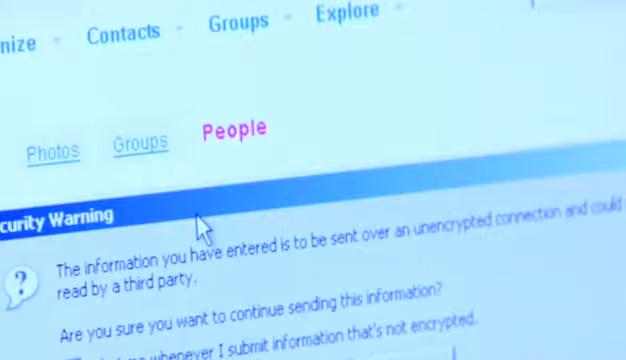 nize Contacts Groups Explore
Photos Groups People
curity Warning
The information you have entered is to be sent over an unencrypted connection and could
read by a third party.
Are you sure you want to continue sending this information?
me whenever I submit information that's not encrypted.